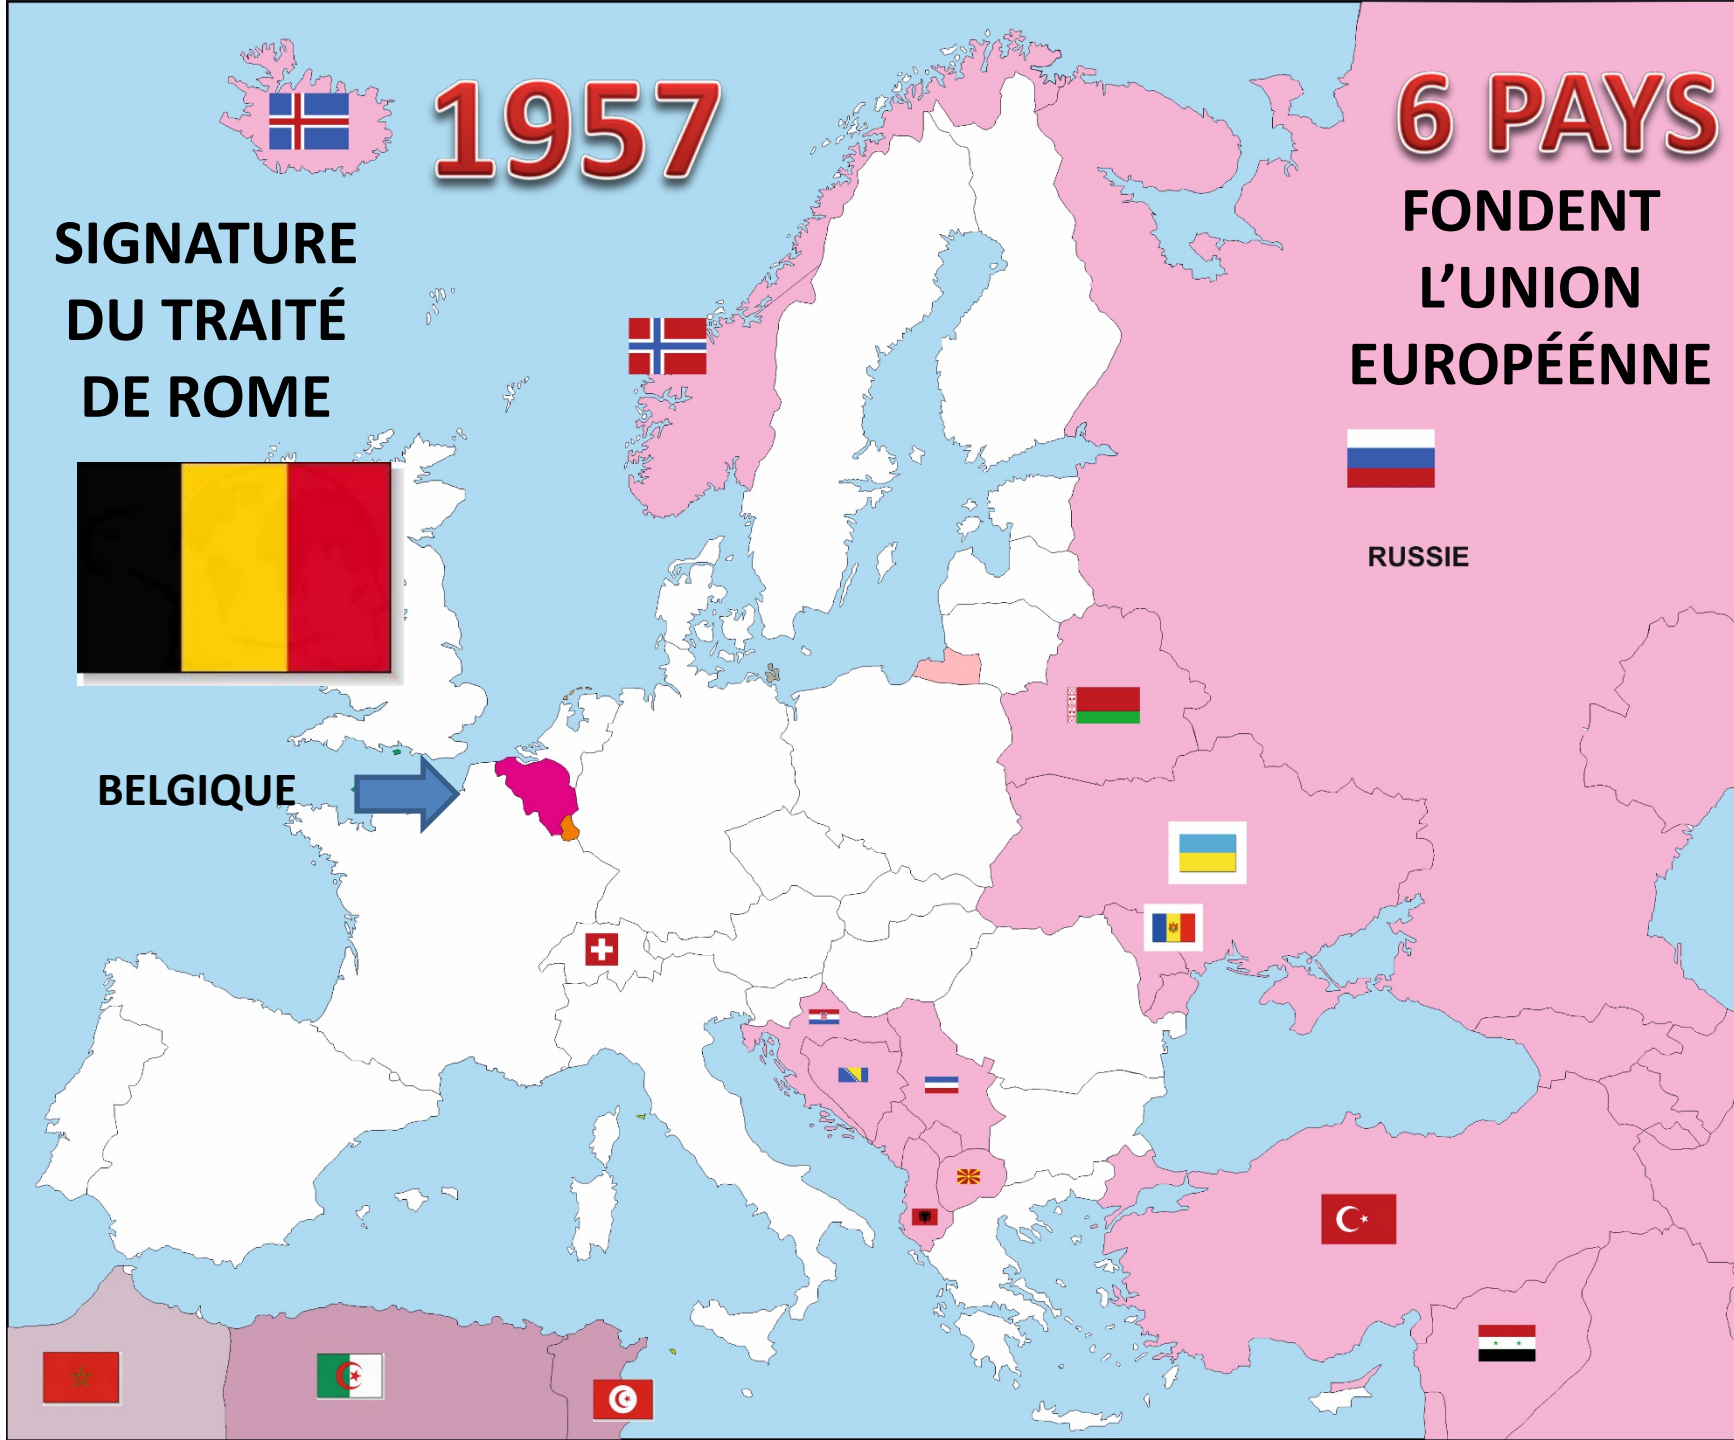 1957
SIGNATURE
DU TRAITÉ
DE ROME
BELGIQUE
6 PAYS
FONDENT
L’UNION
EUROPÉÉNNE
RUSSIE